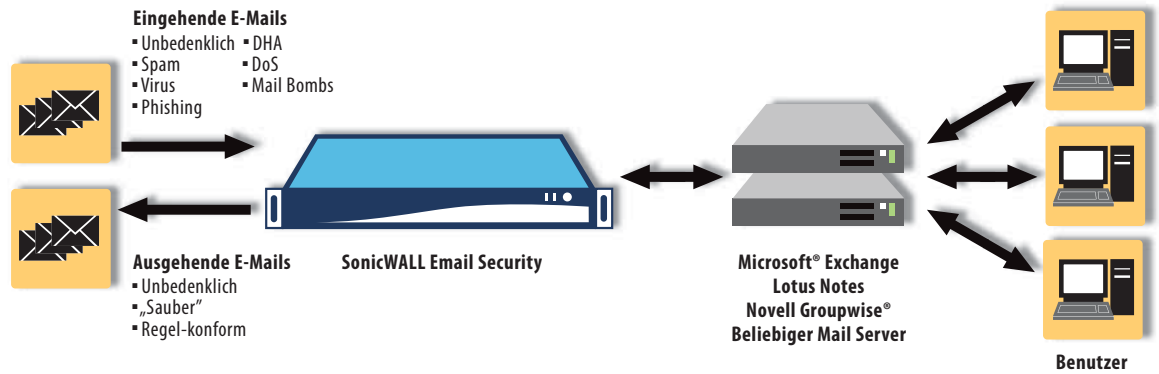 Eingehende E-Mails
▪ Unbedenklich ▪ DHA
▪ Spam ▪ DoS
▪ Virus ▪ Mail Bombs
▪ Phishing
Ausgehende E-Mails
▪ Unbedenklich
▪ „Sauber”
▪ Regel-konform
SonicWALL Email Security
Microsoft® Exchange
Lotus Notes
Novell Groupwise®
Beliebiger Mail Server
Benutzer